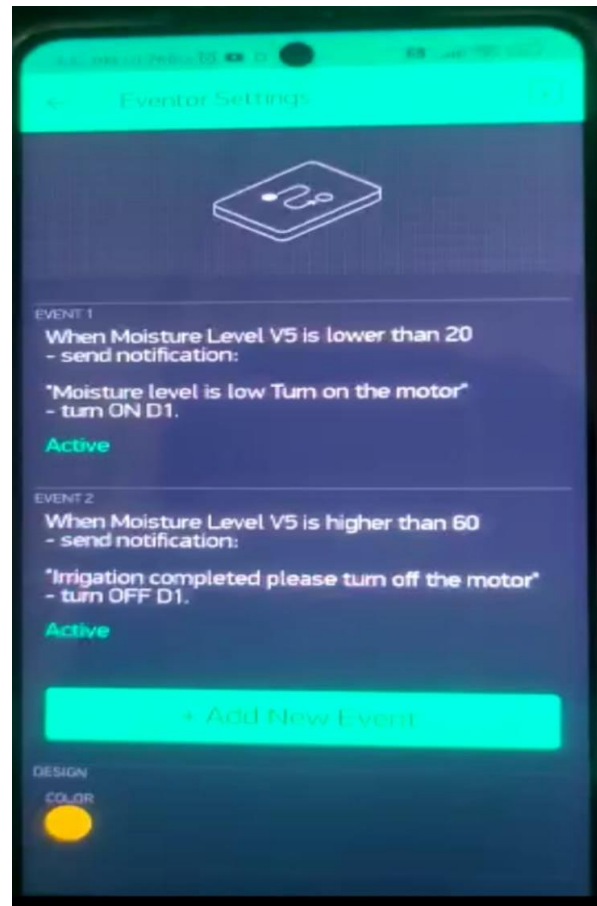 Eventor Settings
EVENT 1
When Moisture Level V5 is lower than 20
- send notification:
"Moisture level is low Turn on the motor"
- turn ON D1.
Active
EVENT 2
When Moisture Level V5 is higher than 60
- send notification:
"Irrigation completed please turn off the motor"
- turn OFF D1.
Active
+ Add New Event
DESIGN
COLOR